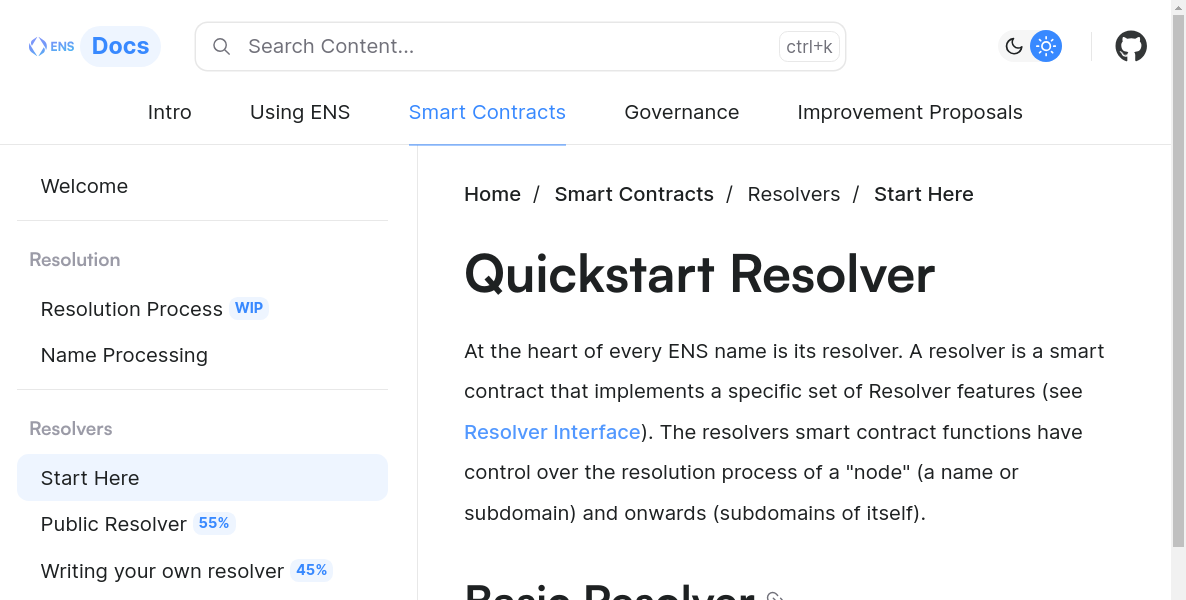 ENS Docs
Search Content... ctrl+k
Intro Using ENS Smart Contracts Governance Improvement Proposals
Welcome
Resolution
Resolution Process WIP
Name Processing
Resolvers
Start Here
Public Resolver 55%
Writing your own resolver 45%
Home / Smart Contracts / Resolvers / Start Here
Quickstart Resolver
At the heart of every ENS name is its resolver. A resolver is a smart
contract that implements a specific set of Resolver features (see
Resolver Interface). The resolvers smart contract functions have
control over the resolution process of a "node" (a name or
subdomain) and onwards (subdomains of itself).
Basic Resolver